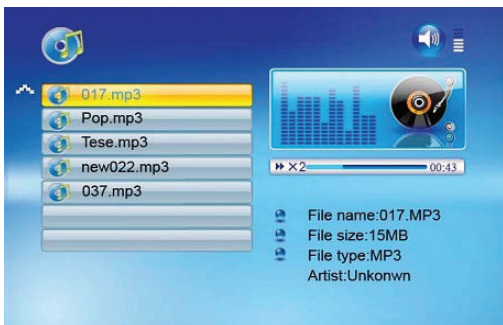 017.mp3
Pop.mp3
Tese.mp3
new022.mp3
037.mp3
×2
00:43
File name:017.MP3
File size:15MB
File type:MP3
Artist:Unkonwn